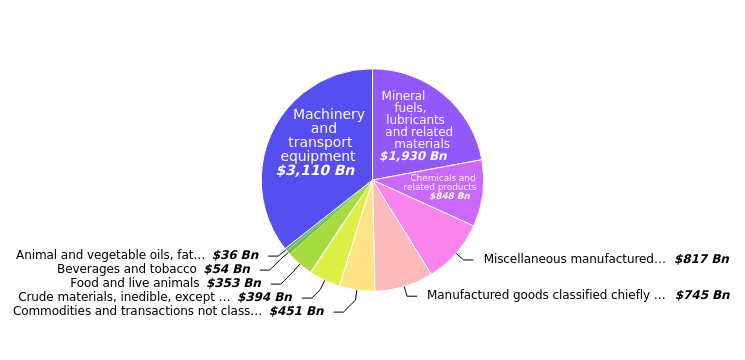 Machinery
and
transport
equipment
$3,110 Bn
Mineral
fuels,
lubricants
and related
materials
$1,930 Bn
Chemicals and
related products
$848 Bn
Miscellaneous manufactured... $817 Bn
Manufactured goods classified chiefly ... $745 Bn
Animal and vegetable oils, fat... $36 Bn
Beverages and tobacco $54 Bn
Food and live animals $353 Bn
Crude materials, inedible, except ... $394 Bn
Commodities and transactions not class... $451 Bn